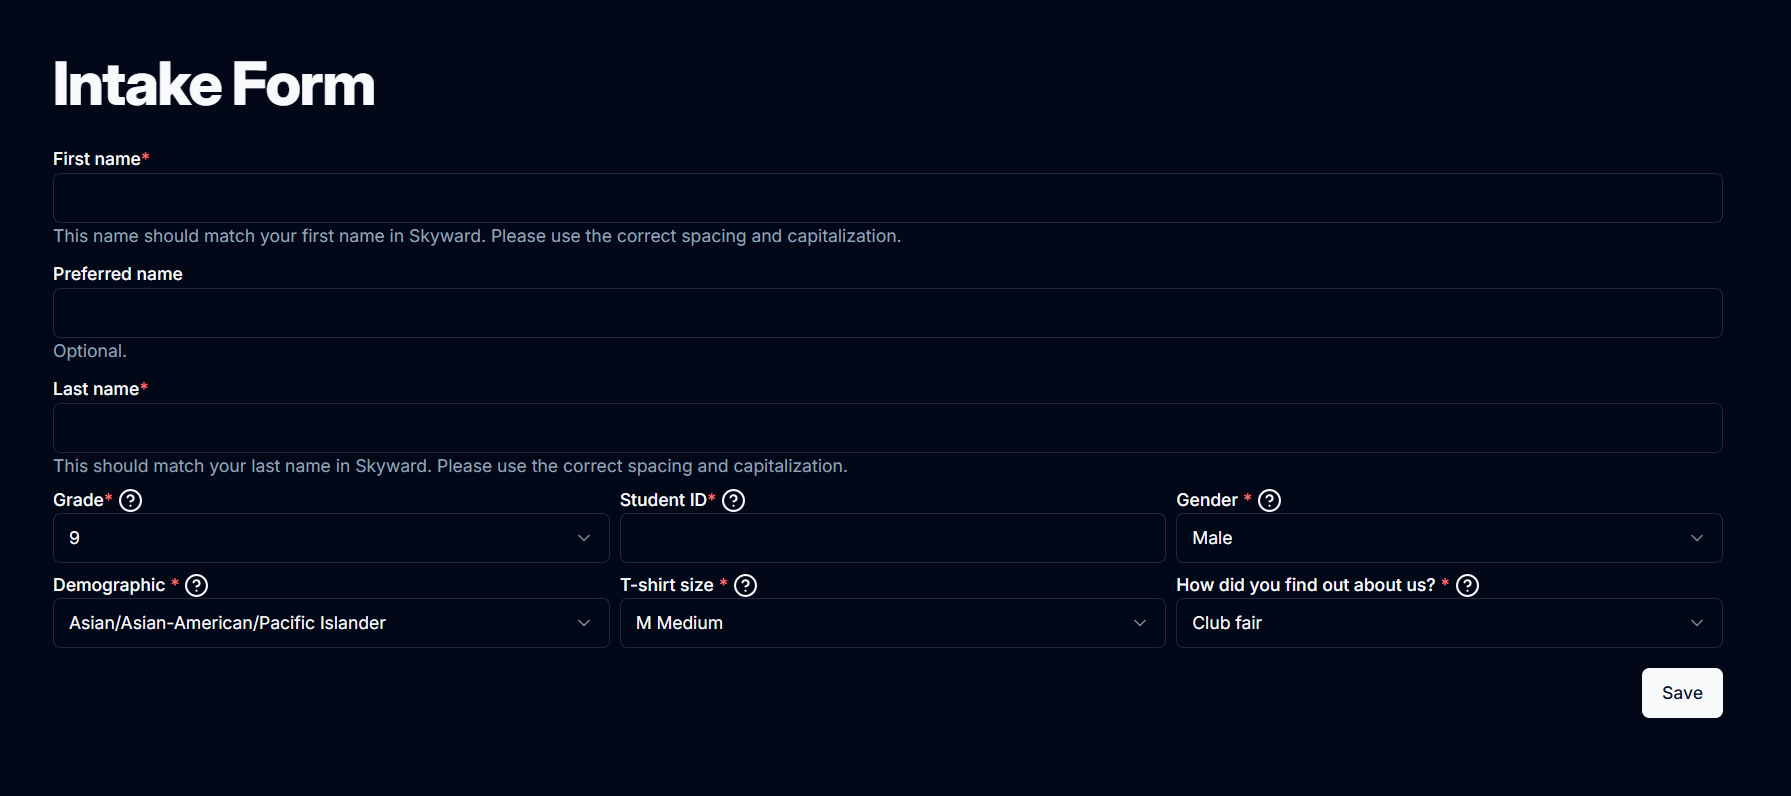 Intake Form
First name*
This name should match your first name in Skyward. Please use the correct spacing and capitalization.
Preferred name
Optional.
Last name*
This should match your last name in Skyward. Please use the correct spacing and capitalization.
Grade* Student ID* Gender *
9 Male
Demographic * T-shirt size * How did you find out about us? *
Asian/Asian-American/Pacific Islander M Medium Club fair
Save